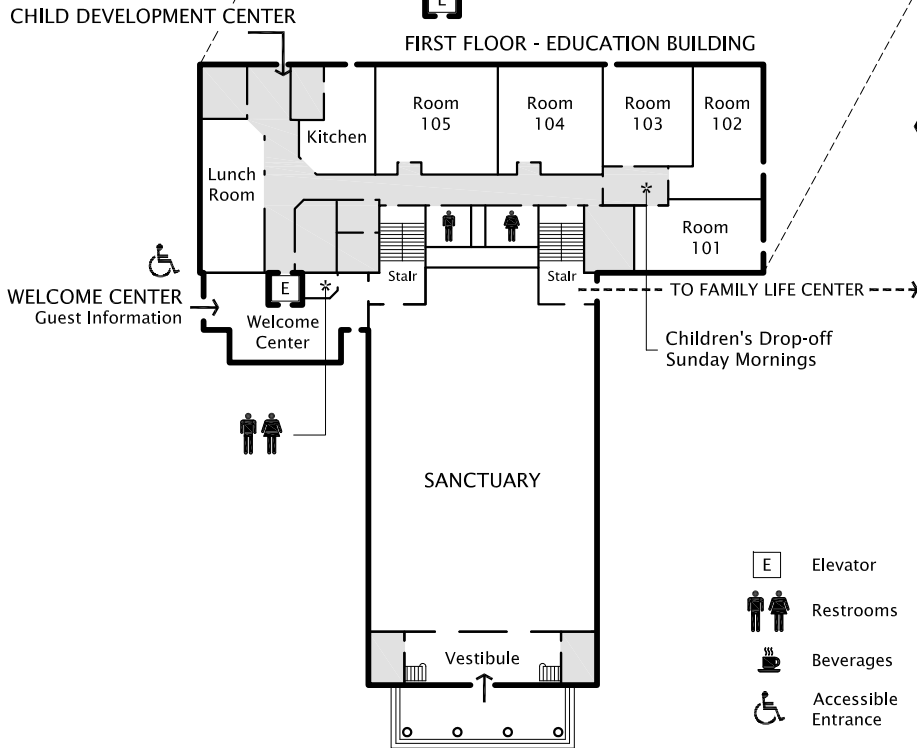 E
CHILD DEVELOPMENT CENTER
FIRST FLOOR - EDUCATION BUILDING
Room
105
Room
104
Room
103
Room
102
Kitchen
Lunch
Room
*
Room
101
Stair
Stair
E
*
WELCOME CENTER
Guest Information
Welcome
Center
TO FAMILY LIFE CENTER
Children's Drop-off
Sunday Mornings
SANCTUARY
Vestibule
E Elevator
Restrooms
Beverages
Accessible
Entrance